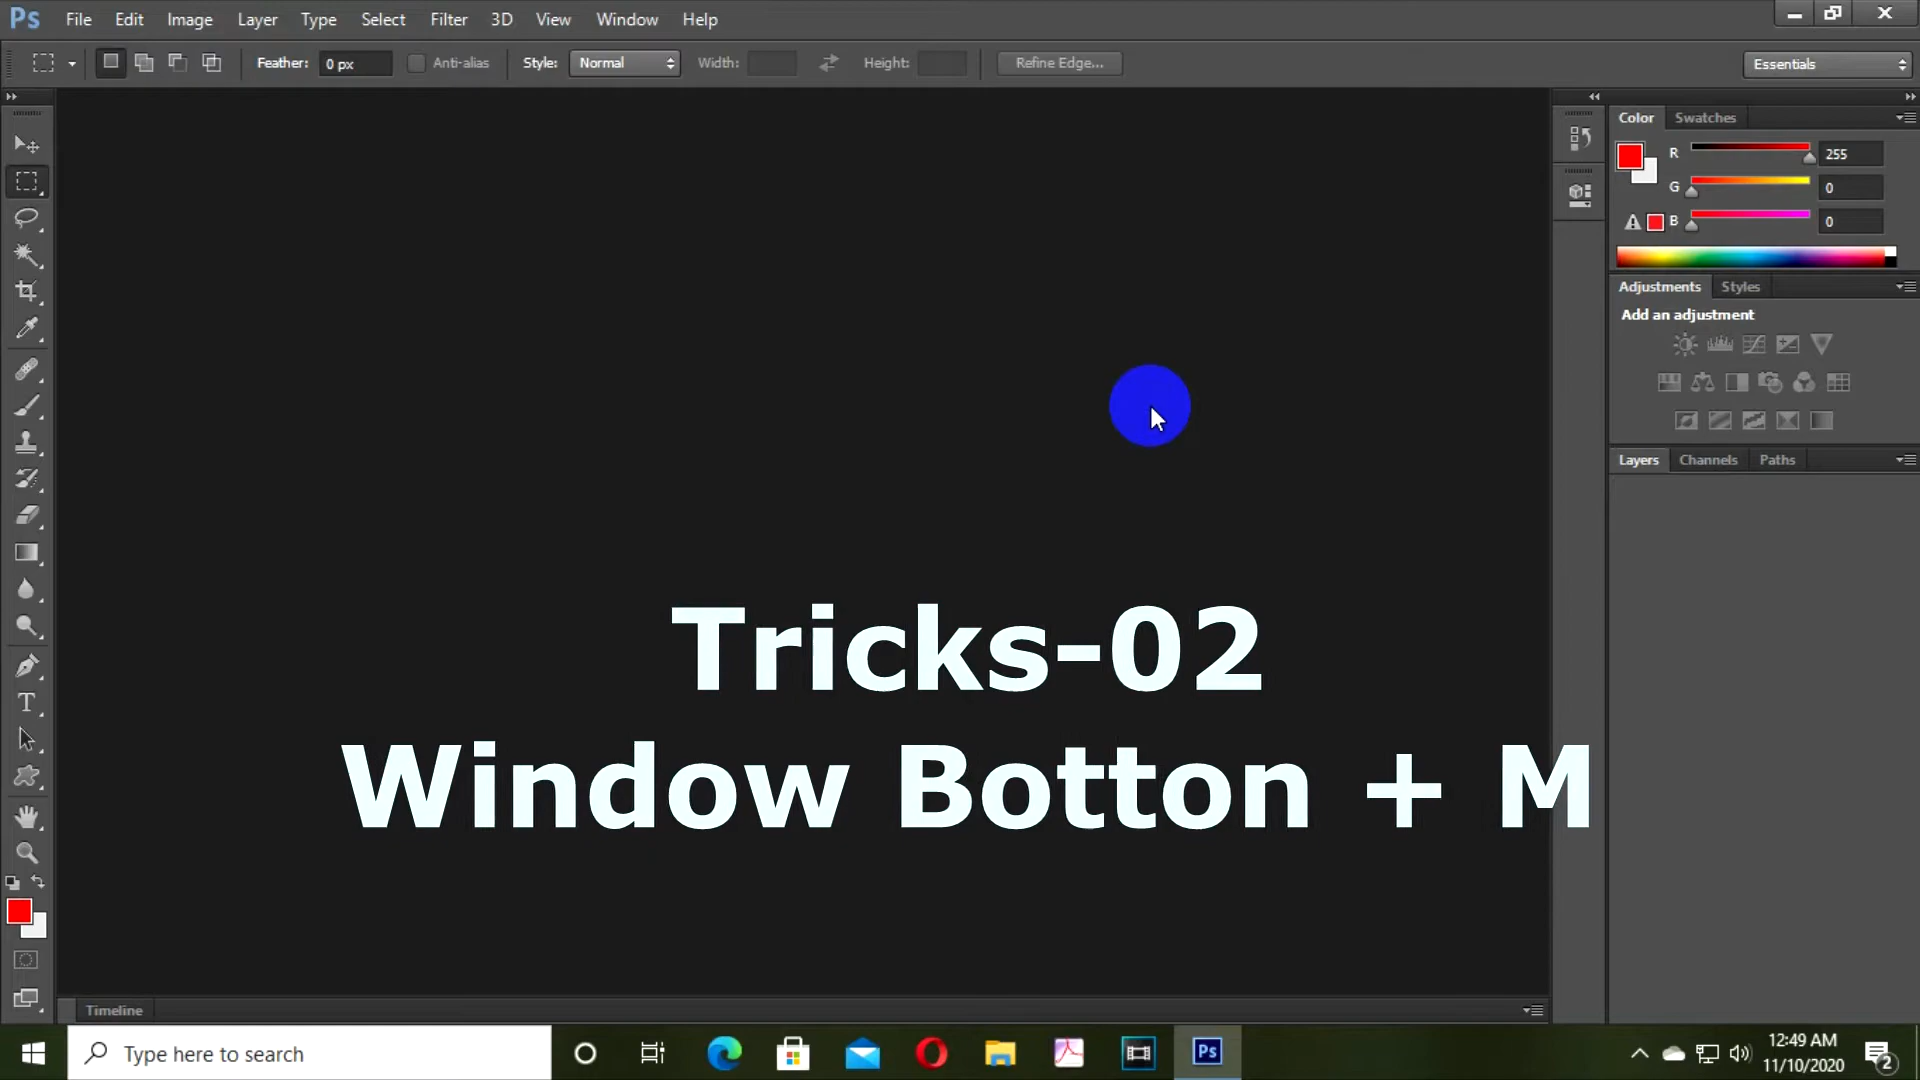 Ps File Edit Image Layer Type Select Filter 3D View Window Help
Feather: 0 px Anti-alias Style: Normal Width: Height: Refine Edge... Essentials
Color Swatches
R 255
G 0
B 0
Adjustments Styles
Add an adjustment
Layers Channels Paths
T
Tricks-02
Window Botton + M
Timeline
Type here to search
Ps
12:49 AM
11/10/2020
2